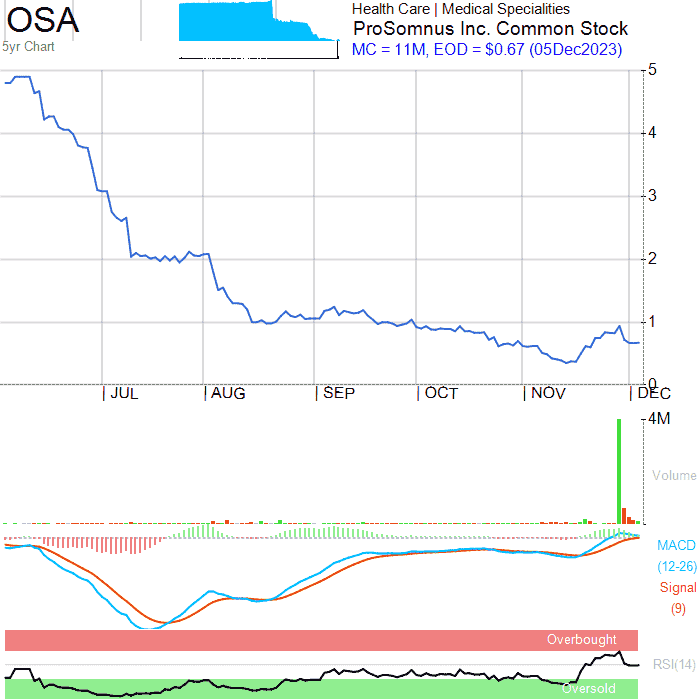 OSA
5yr Chart
Health Care | Medical Specialities
ProSomnus Inc. Common Stock
MC = 11M, EOD = $0.67 (05Dec2023)
5
4
3
2
1
0
JUL AUG SEP OCT NOV DEC
4M
Volume
MACD
(12-26)
Signal
(9)
Overbought
RSI(14)
Oversold